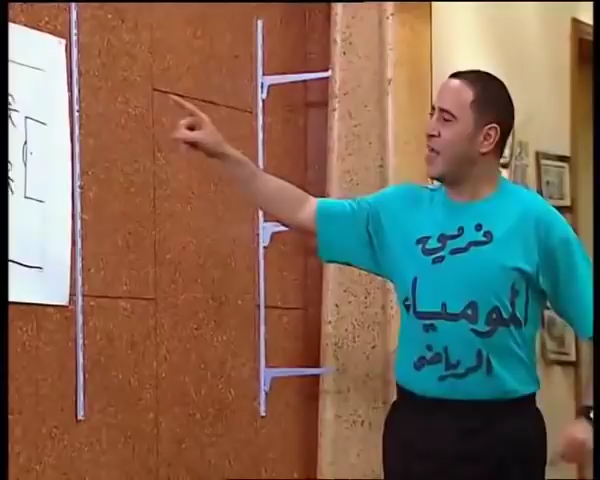 فريق
المومياء
الرياضي